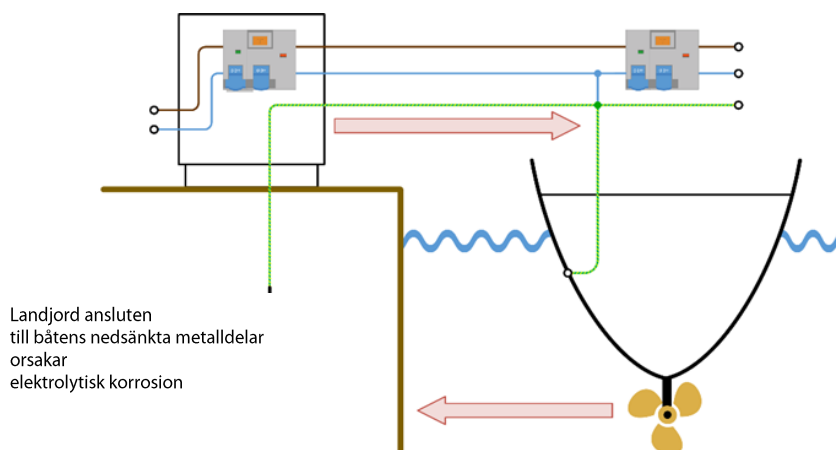 Landjord ansluten
till båtens nedsänkta metalldelar
orsakar
elektrolytisk korrosion